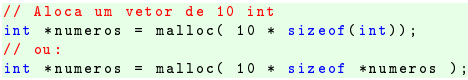 // Aloca um vetor de 10 int
int *numeros = malloc( 10 * sizeof(int));
// ou:
int *numeros = malloc( 10 * sizeof *numeros );